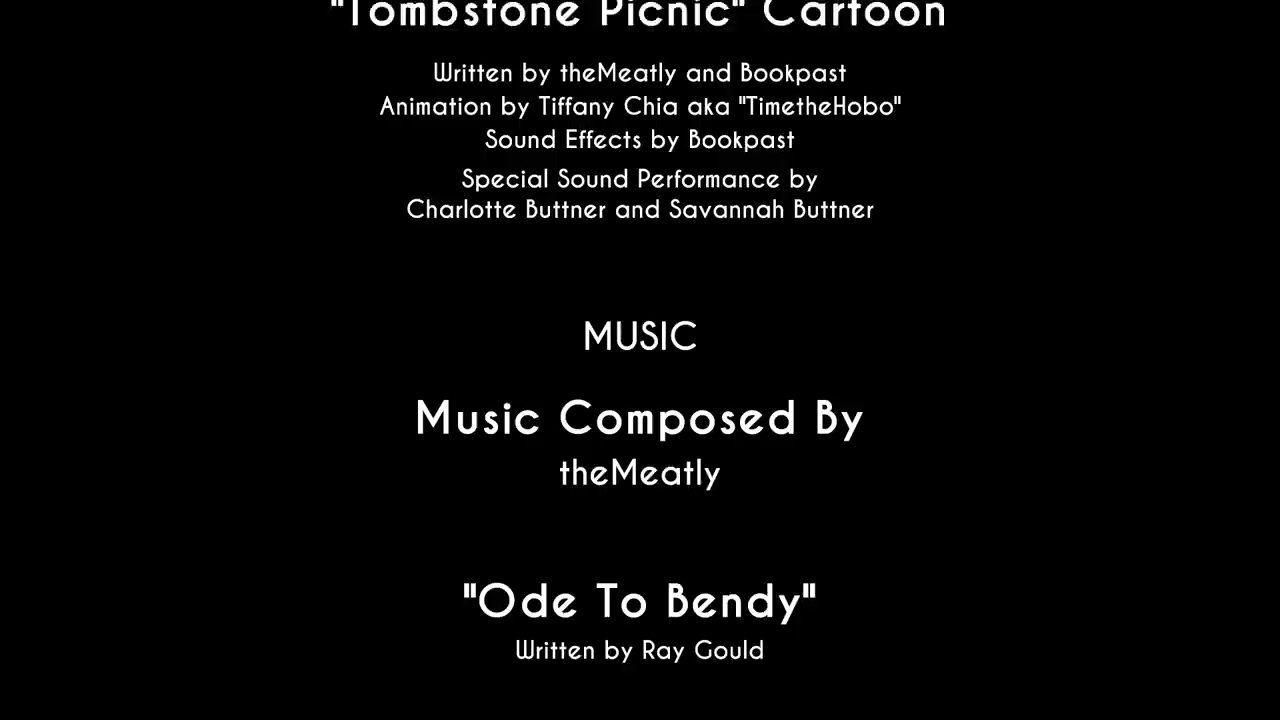 "Tombstone Picnic" Cartoon
Written by theMeatly and Bookpast
Animation by Tiffany Chia aka "TimetheHobo"
Sound Effects by Bookpast
Special Sound Performance by
Charlotte Buttner and Savannah Buttner
MUSIC
Music Composed By
theMeatly
"Ode To Bendy"
Written by Ray Gould